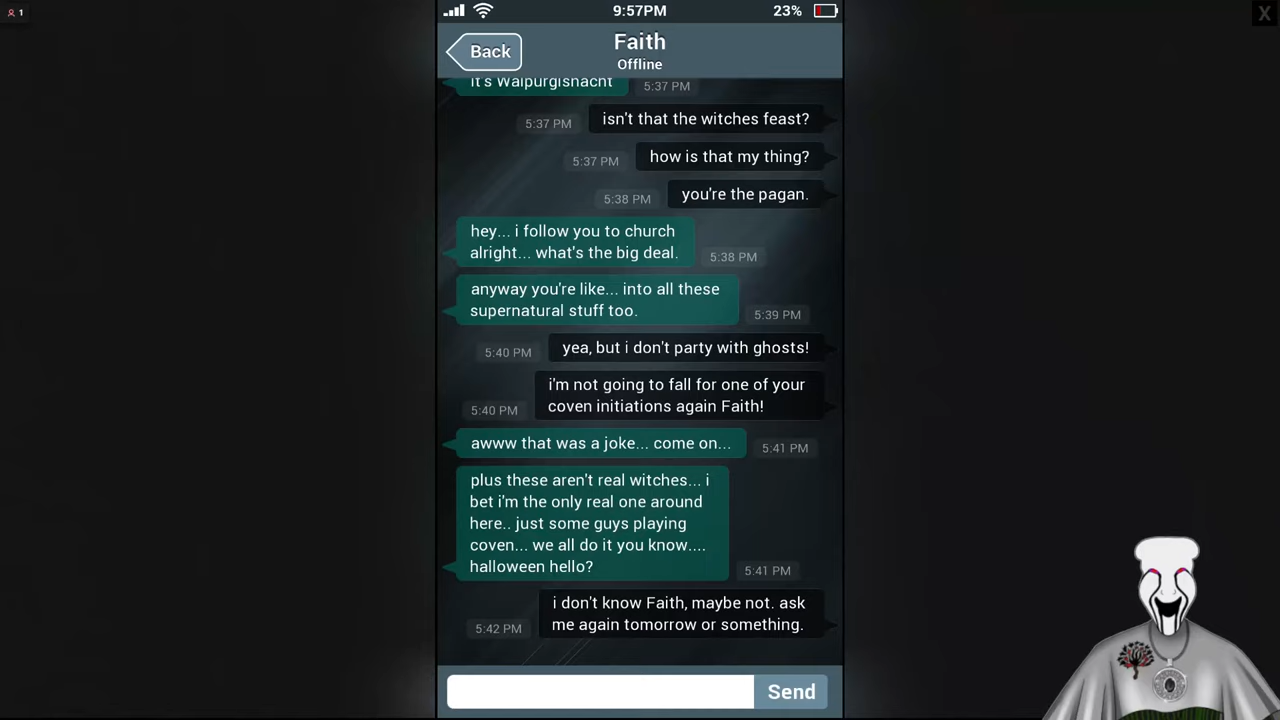 1
X
9:57PM
23%
Back
Faith
Offline
it's Walpurgisnacht
5:37 PM
isn't that the witches feast?
5:37 PM
how is that my thing?
5:37 PM
you're the pagan.
5:38 PM
hey... i follow you to church
alright... what's the big deal.
5:38 PM
anyway you're like... into all these
supernatural stuff too.
5:39 PM
yea, but i don't party with ghosts!
5:40 PM
i'm not going to fall for one of your
coven initiations again Faith!
5:40 PM
awww that was a joke... come on...
5:41 PM
plus these aren't real witches... i
bet i'm the only real one around
here.. just some guys playing
coven... we all do it you know....
halloween hello?
5:41 PM
i don't know Faith, maybe not. ask
me again tomorrow or something.
5:42 PM
Send